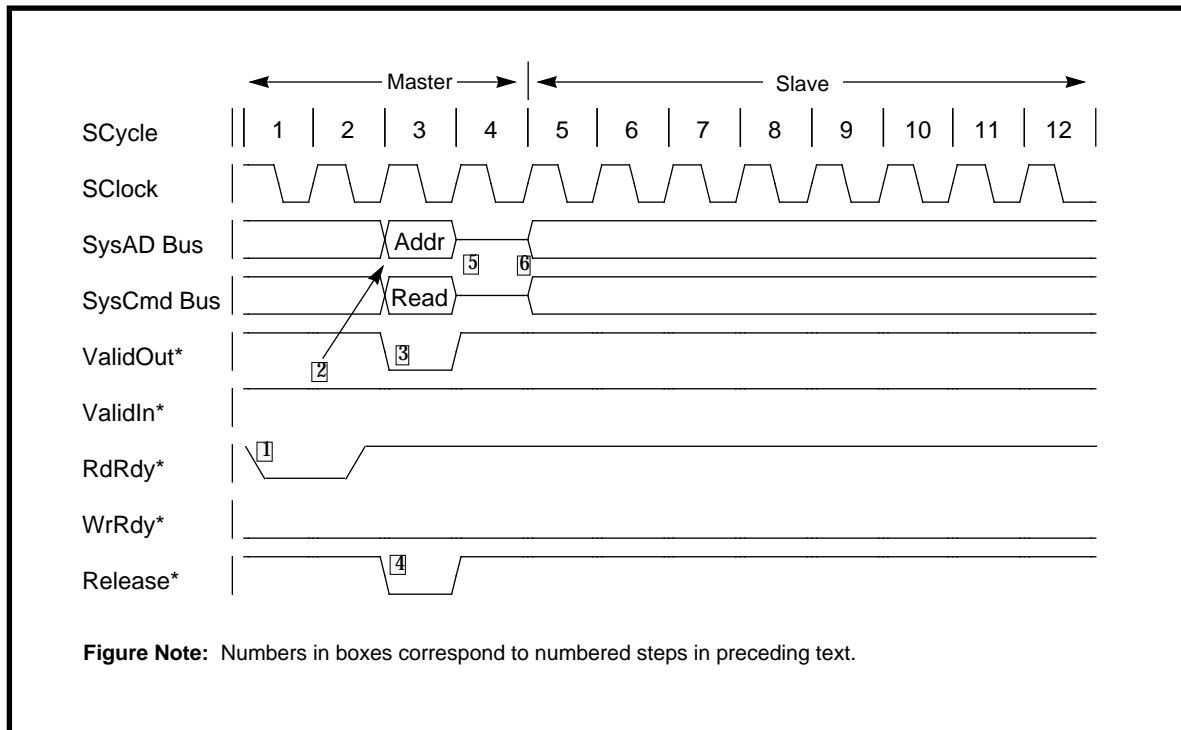 Master Slave
SCycle 1 2 3 4 5 6 7 8 9 10 11 12
SClock
SysAD Bus Addr
5 6
SysCmd Bus Read
ValidOut* 3
2
ValidIn*
1
RdRdy*
WrRdy*
4
Release*
Figure Note: Numbers in boxes correspond to numbered steps in preceding text.